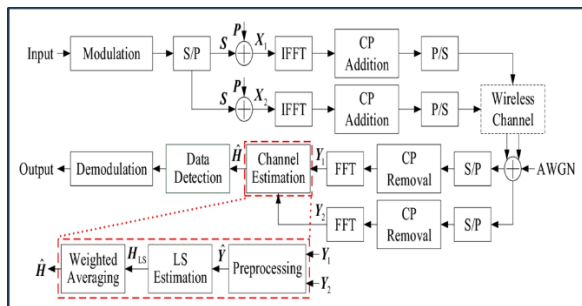 P
Input Modulation S/P S X₁ IFFT CP Addition P/S
P
S X₂ IFFT CP Addition P/S
Wireless Channel
Output Demodulation Data Detection Ĥ Channel Estimation Y₁ FFT CP Removal S/P AWGN
Y₂ FFT CP Removal S/P
Ĥ Weighted Averaging H_LS LS Estimation Ŷ Preprocessing Y₁
Y₂